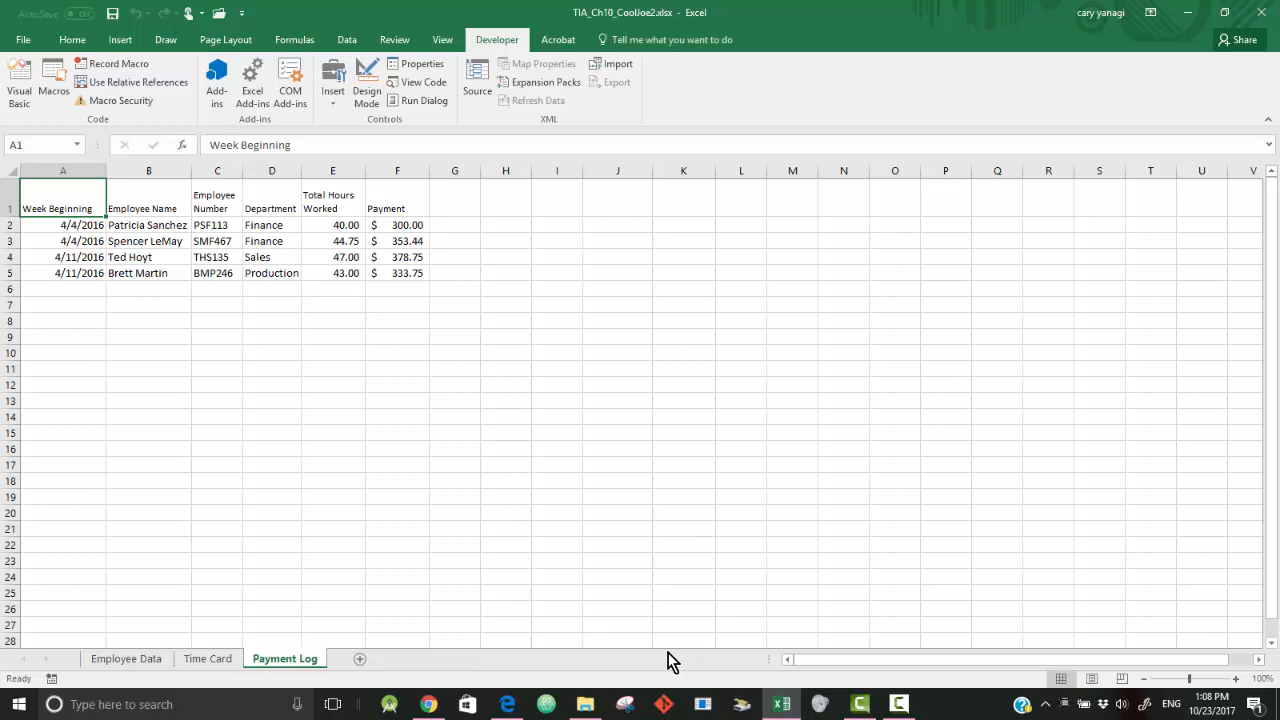 AutoSave Off TIA_Ch10_CoolJoe2.xlsx - Excel cary yanagi
File Home Insert Draw Page Layout Formulas Data Review View Developer Acrobat Tell me what you want to do Share
Visual Basic
Macros
Record Macro
Use Relative References
Macro Security
Code
Add-ins
Excel Add-ins
COM Add-ins
Add-ins
Insert
Design Mode
Properties
View Code
Run Dialog
Controls
Source
Map Properties
Expansion Packs
Refresh Data
Import
Export
XML
A1 fx Week Beginning
A B C D E F G H I J K L M N O P Q R S T U V
1 Week Beginning Employee Name Employee Number Department Total Hours Worked Payment
2 4/4/2016 Patricia Sanchez PSF113 Finance 40.00 $ 300.00
3 4/4/2016 Spencer LeMay SMF467 Finance 44.75 $ 353.44
4 4/11/2016 Ted Hoyt THS135 Sales 47.00 $ 378.75
5 4/11/2016 Brett Martin BMP246 Production 43.00 $ 333.75
6
7
8
9
10
11
12
13
14
15
16
17
18
19
20
21
22
23
24
25
26
27
28
Employee Data Time Card Payment Log
Ready 100%
Type here to search ENG 1:08 PM
10/23/2017